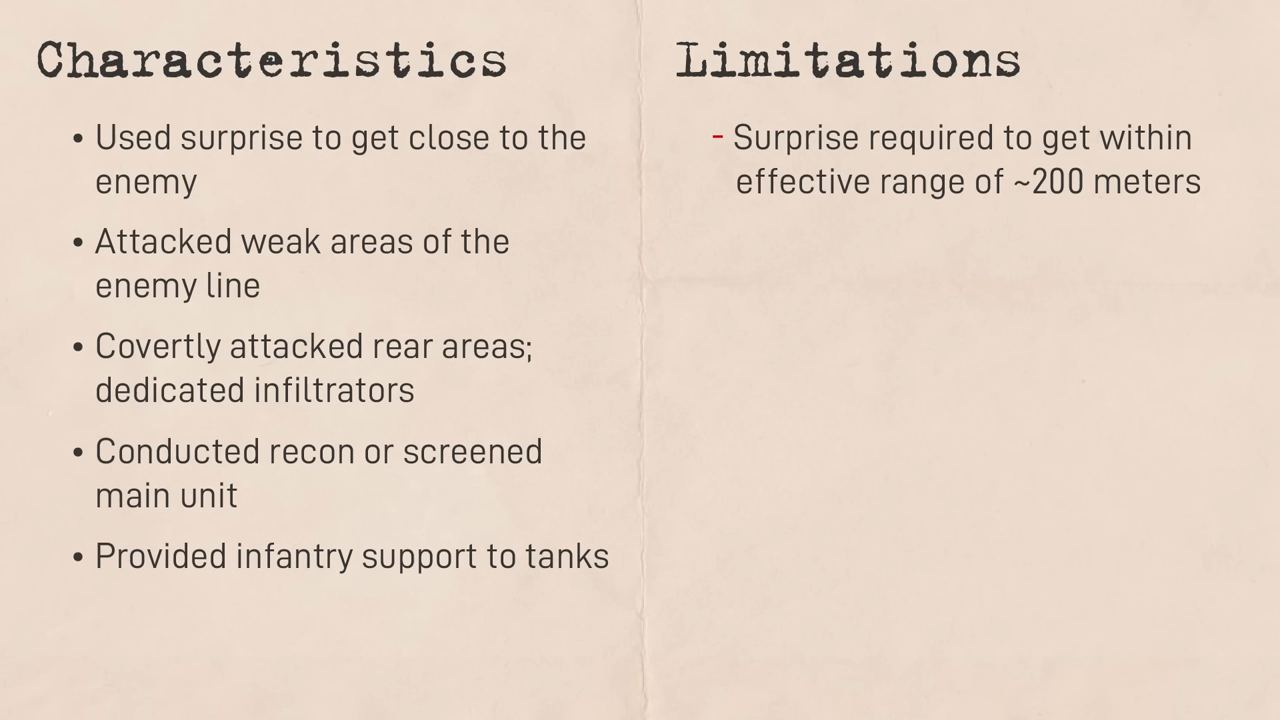 Characteristics
• Used surprise to get close to the
enemy
• Attacked weak areas of the
enemy line
• Covertly attacked rear areas;
dedicated infiltrators
• Conducted recon or screened
main unit
• Provided infantry support to tanks
Limitations
- Surprise required to get within
effective range of ~200 meters